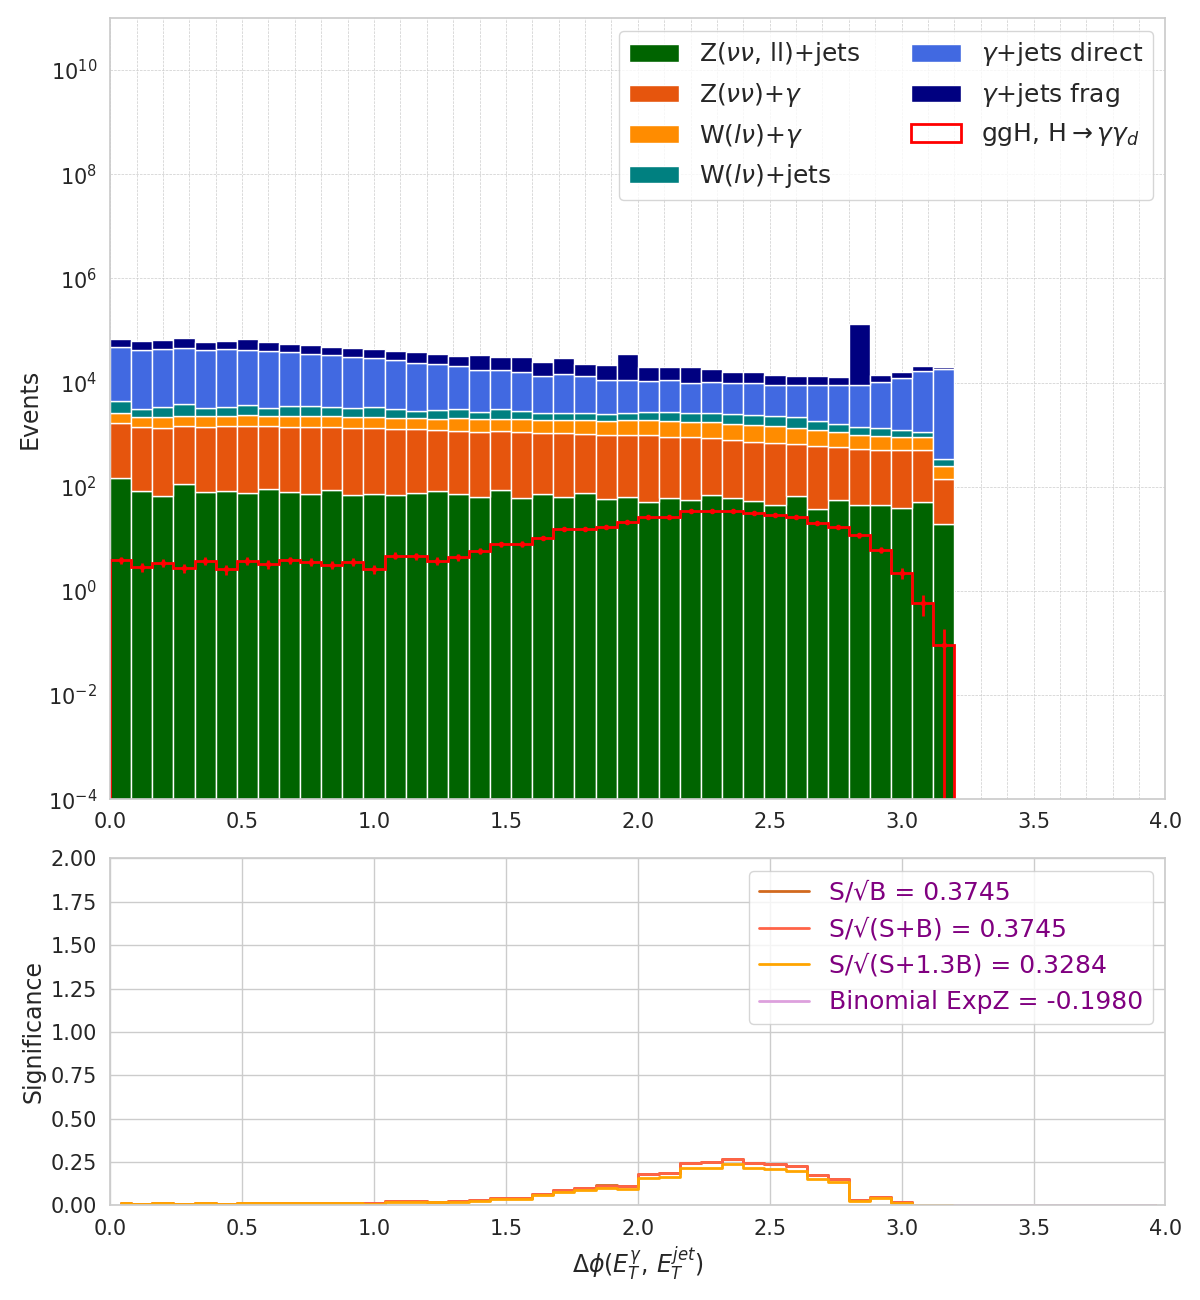 Z(νν, ll)+jets
Z(νν)+γ
W(lν)+γ
W(lν)+jets
γ+jets direct
γ+jets frag
ggH, H→γγ_d
Events
10^10
10^8
10^6
10^4
10^2
10^0
10^−2
10^−4
0.0 0.5 1.0 1.5 2.0 2.5 3.0 3.5 4.0
S/√B = 0.3745
S/√(S+B) = 0.3745
S/√(S+1.3B) = 0.3284
Binomial ExpZ = -0.1980
Significance
2.00
1.75
1.50
1.25
1.00
0.75
0.50
0.25
0.00
0.0 0.5 1.0 1.5 2.0 2.5 3.0 3.5 4.0
Δϕ(E_T^γ, E_T^jet)